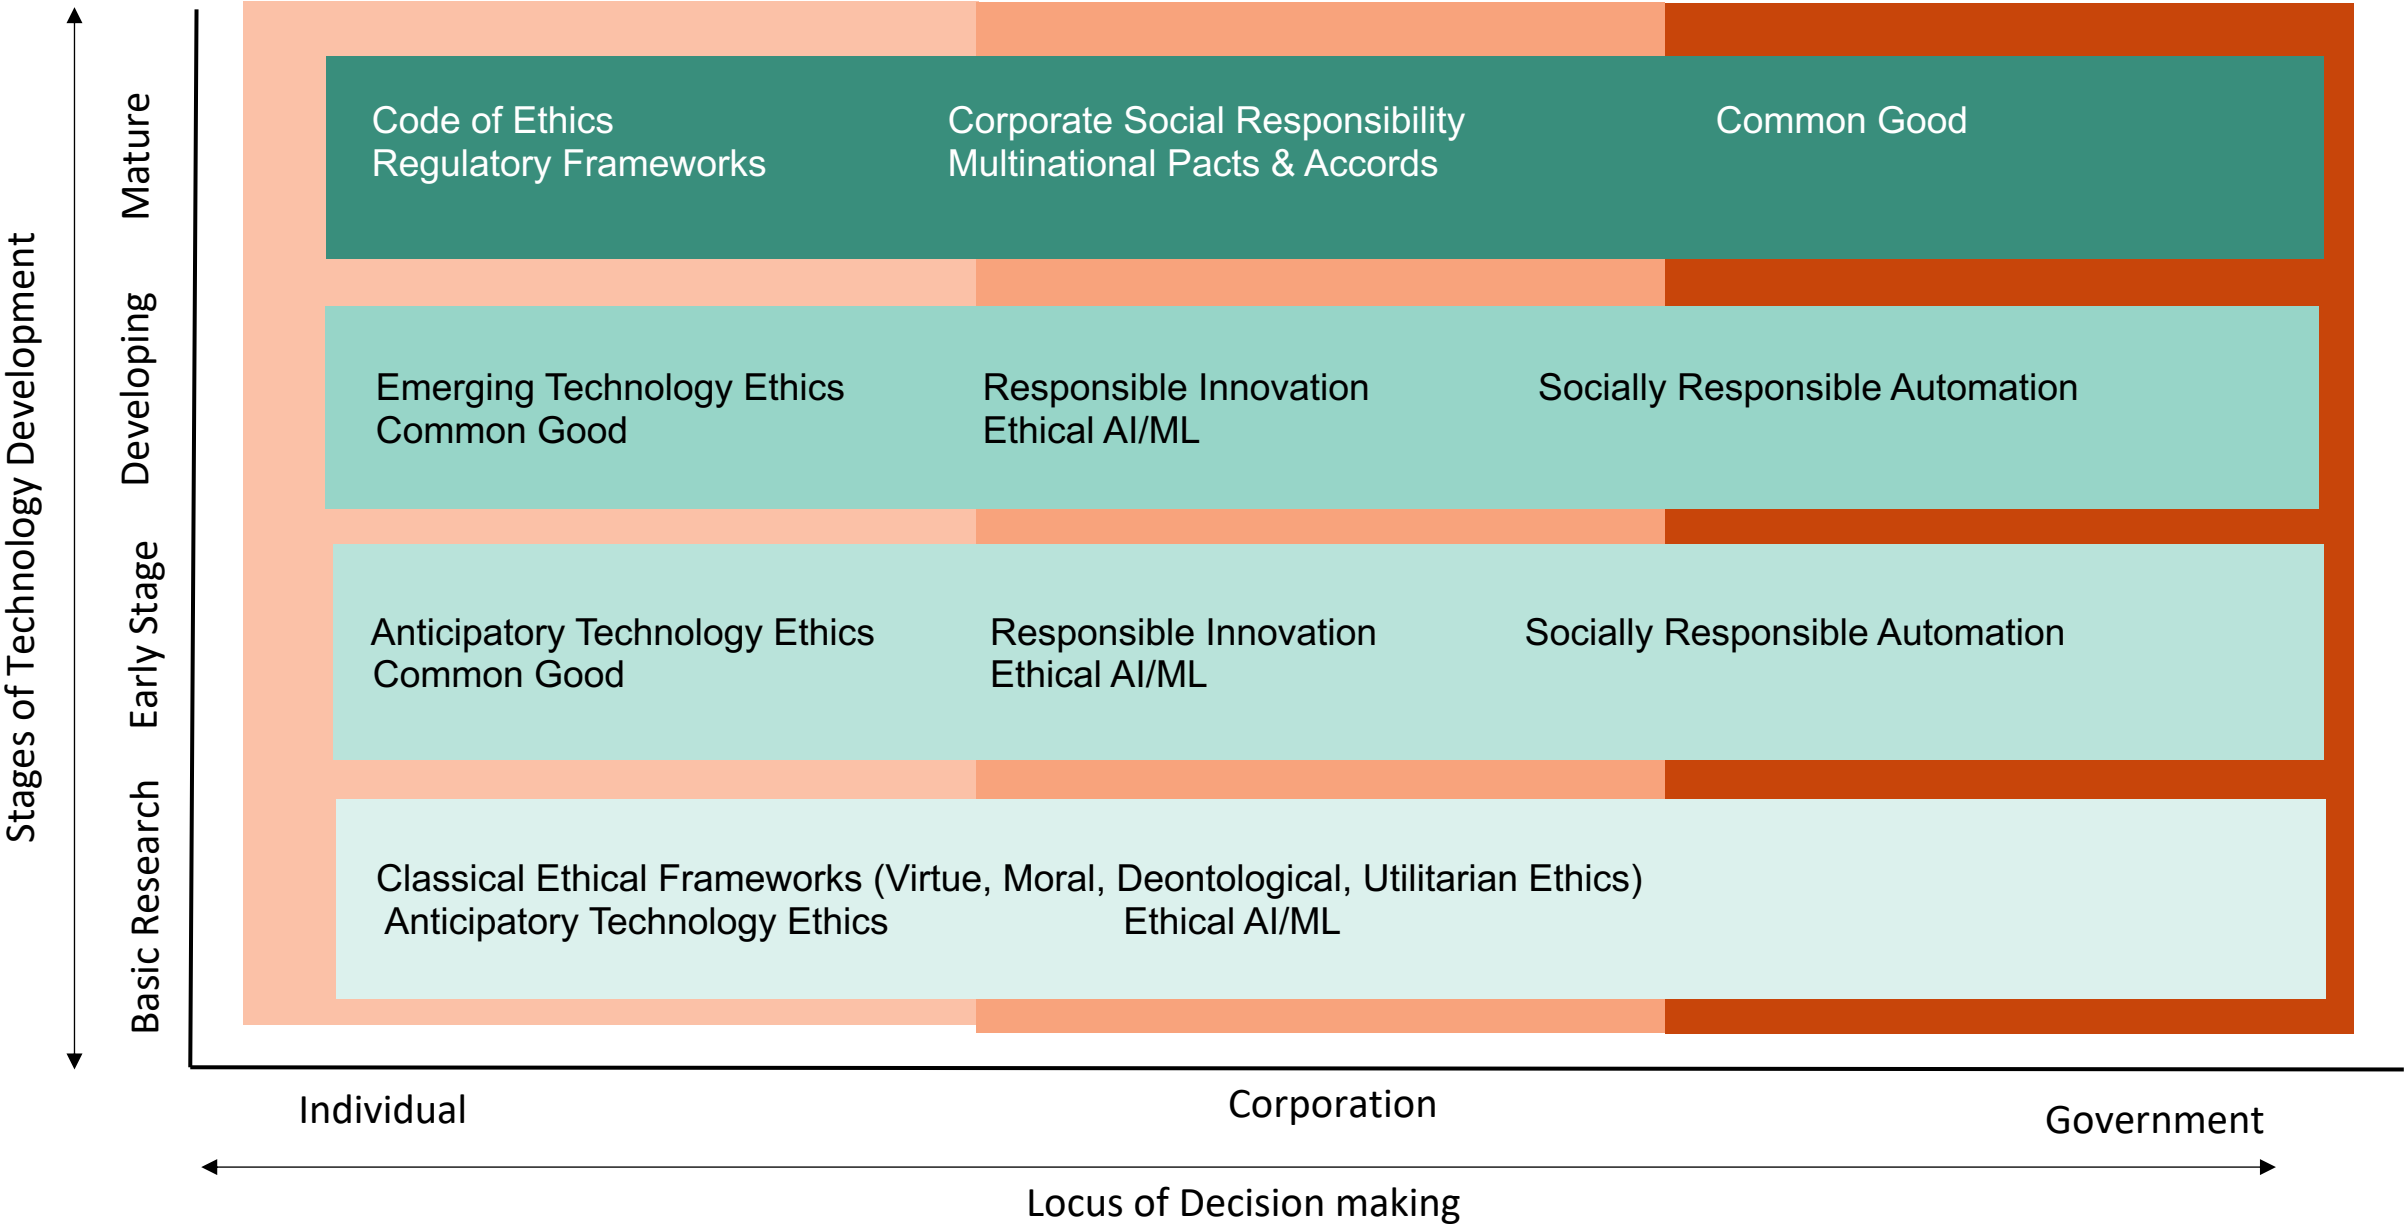 Stages of Technology Development
Mature
Code of Ethics
Regulatory Frameworks
Corporate Social Responsibility
Multinational Pacts & Accords
Common Good
Developing
Emerging Technology Ethics
Common Good
Responsible Innovation
Ethical AI/ML
Socially Responsible Automation
Early Stage
Anticipatory Technology Ethics
Common Good
Responsible Innovation
Ethical AI/ML
Socially Responsible Automation
Basic Research
Classical Ethical Frameworks (Virtue, Moral, Deontological, Utilitarian Ethics)
Anticipatory Technology Ethics
Ethical AI/ML
Individual
Corporation
Government
Locus of Decision making